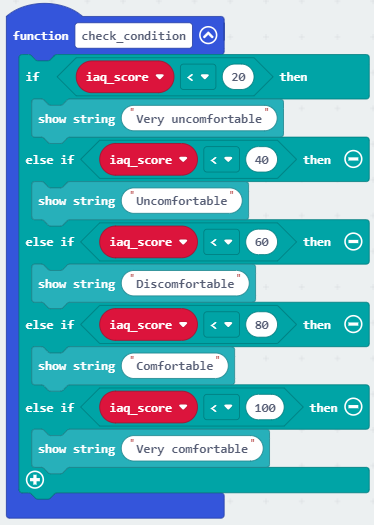 function check_condition
if iaq_score < 20 then
show string "Very uncomfortable"
else if iaq_score < 40 then
show string "Uncomfortable"
else if iaq_score < 60 then
show string "Discomfortable"
else if iaq_score < 80 then
show string "Comfortable"
else if iaq_score < 100 then
show string "Very comfortable"